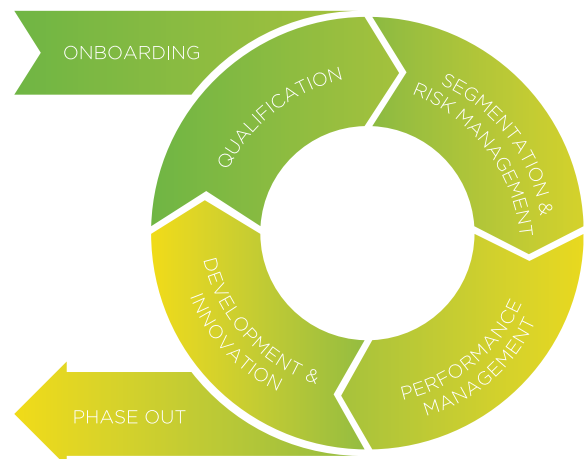 ONBOARDING
QUALIFICATION
SEGMENTATION &
RISK MANAGEMENT
PERFORMANCE
MANAGEMENT
DEVELOPMENT &
INNOVATION
PHASE OUT